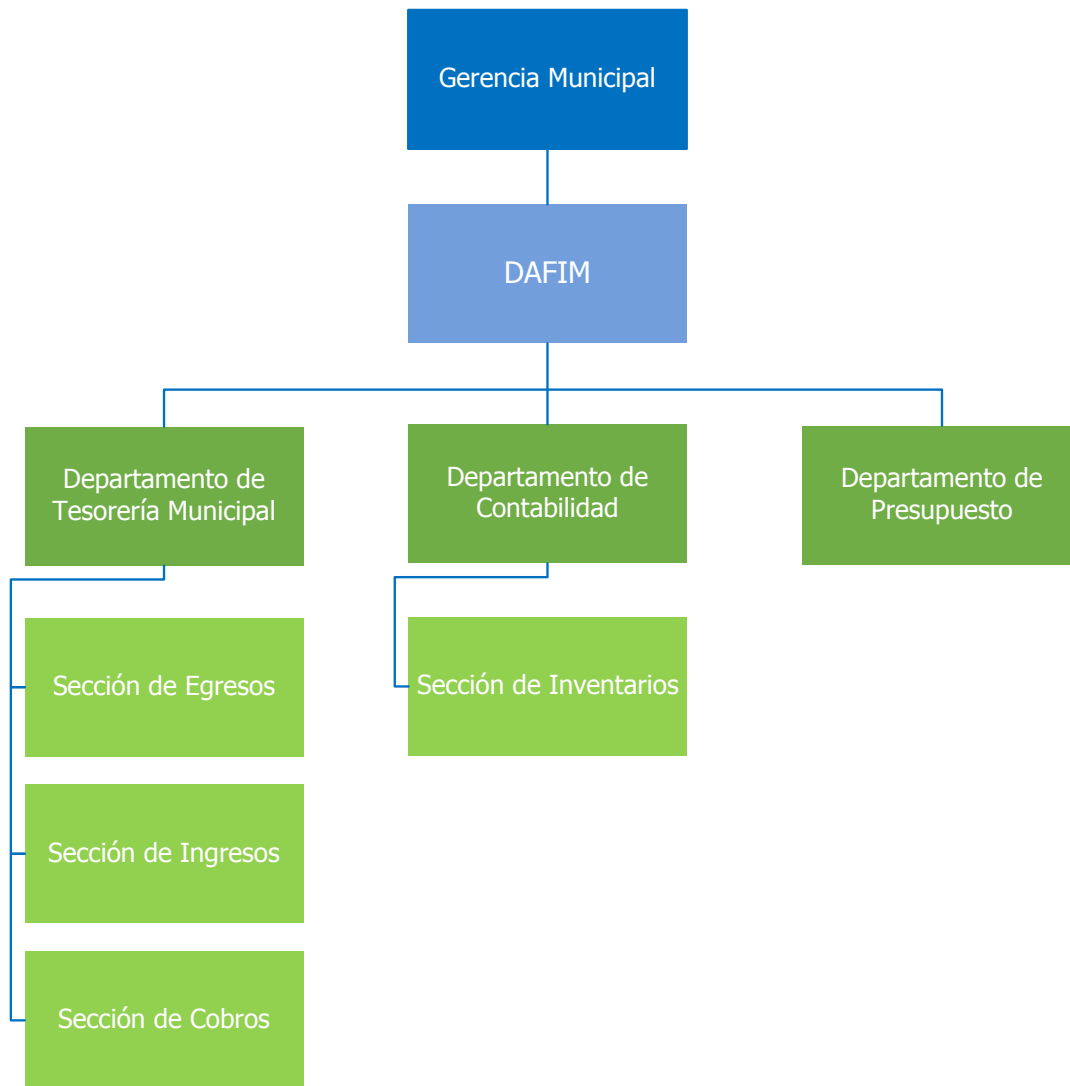 Gerencia Municipal
DAFIM
Departamento de
Tesorería Municipal
Departamento de
Contabilidad
Departamento de
Presupuesto
Sección de Egresos
Sección de Inventarios
Sección de Ingresos
Sección de Cobros